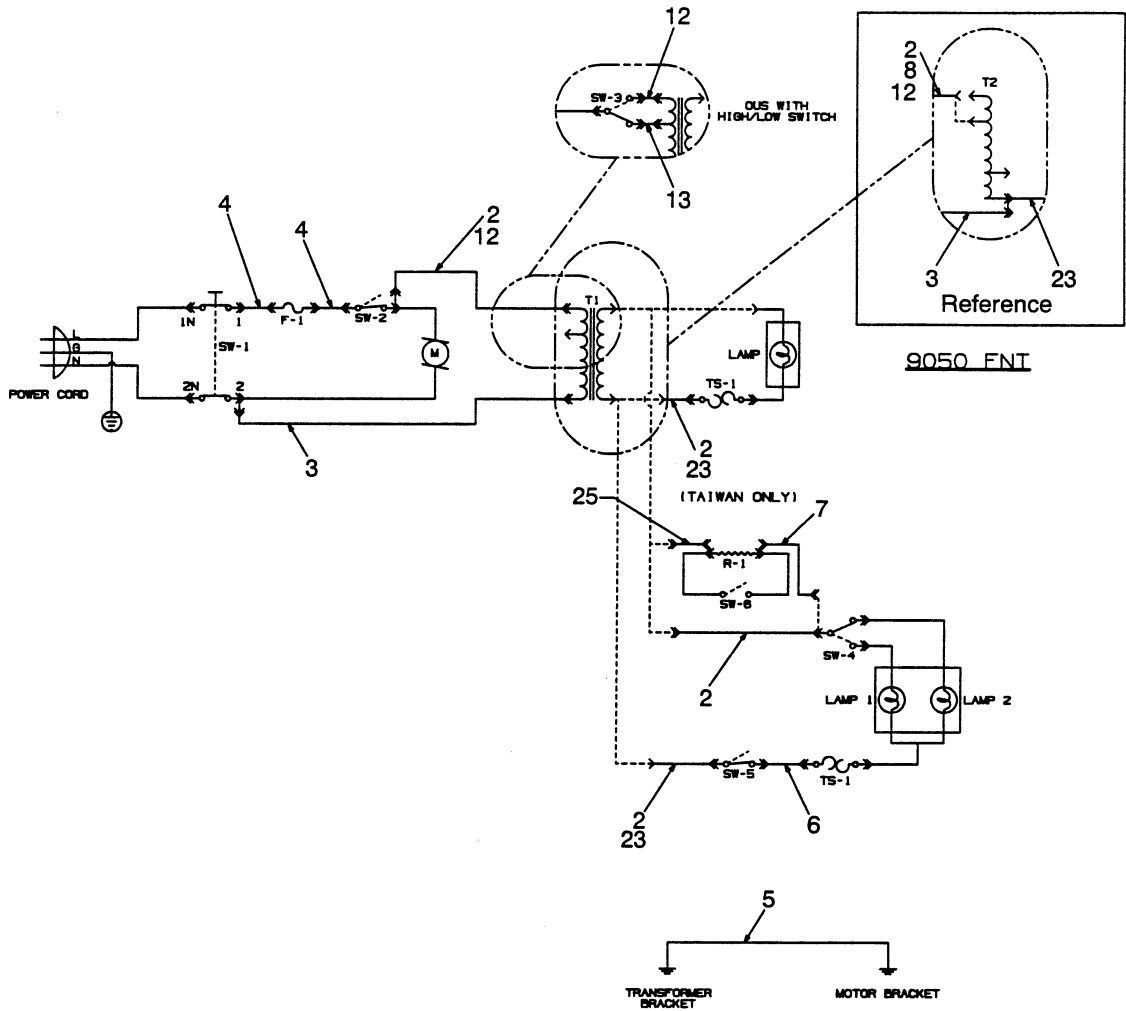 12
SW-3
OUS WITH
HIGH/LOW SWITCH
13
2
8
12
T2
3
23
Reference
9050 FNT
4
4
2
12
L
G
N
POWER CORD
1N
1
F-1
SW-2
SW-1
2N
2
M
3
T1
LAMP
TS-1
2
23
(TAIWAN ONLY)
25
7
R-1
SW-6
2
SW-4
LAMP 1
LAMP 2
SW-5
TS-1
2
23
6
5
TRANSFORMER
BRACKET
MOTOR BRACKET